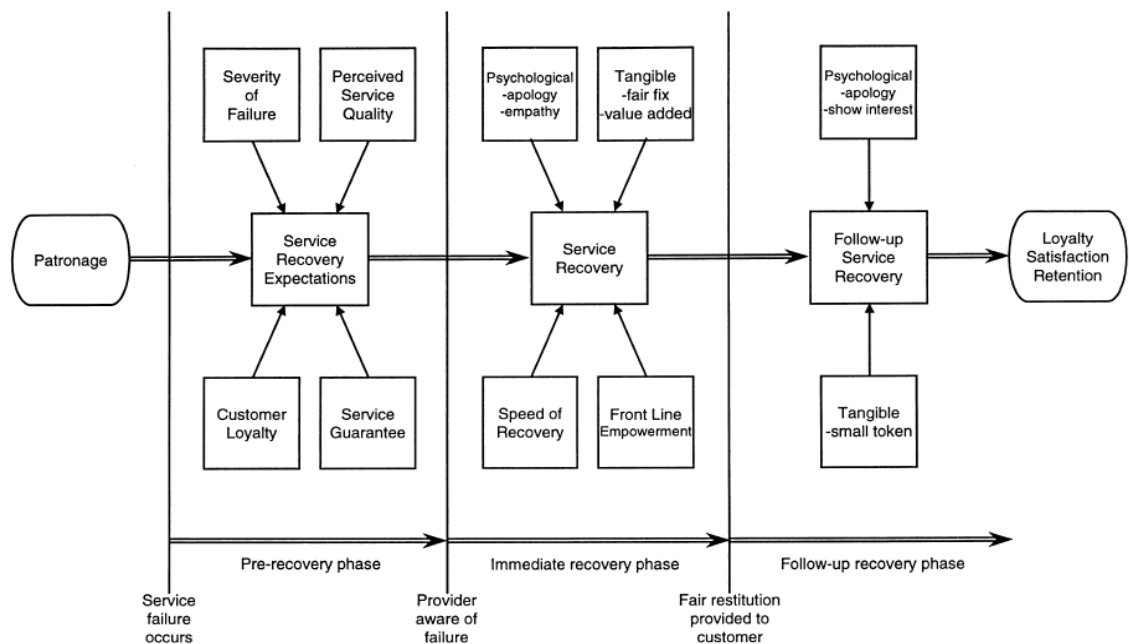 Severity
of
Failure
Perceived
Service
Quality
Psychological
-apology
-empathy
Tangible
-fair fix
-value added
Psychological
-apology
-show interest
Patronage
Service
Recovery
Expectations
Service
Recovery
Follow-up
Service
Recovery
Loyalty
Satisfaction
Retention
Customer
Loyalty
Service
Guarantee
Speed of
Recovery
Front Line
Empowerment
Tangible
-small token
Pre-recovery phase
Immediate recovery phase
Follow-up recovery phase
Service
failure
occurs
Provider
aware of
failure
Fair restitution
provided to
customer